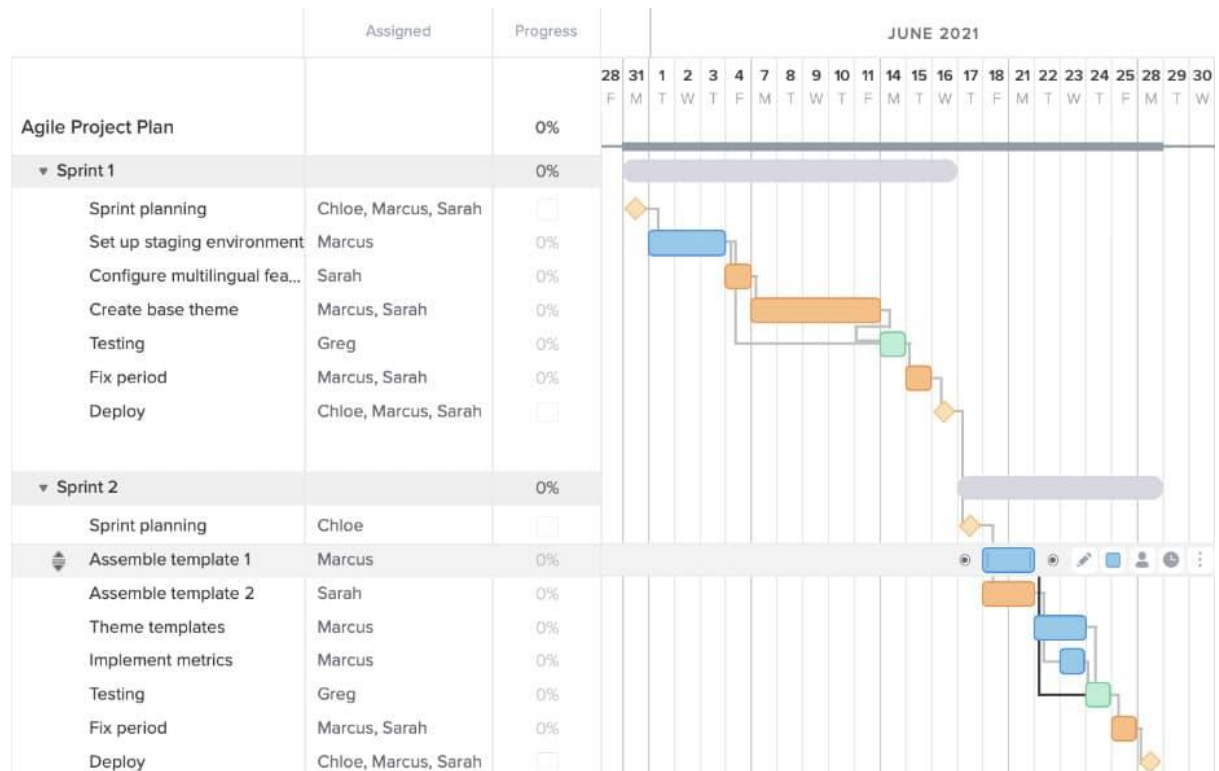 Assigned Progress JUNE 2021
28 31 1 2 3 4 7 8 9 10 11 14 15 16 17 18 21 22 23 24 25 28 29 30
F M T W T F M T W T F M T W T F M T W T F M T W
Agile Project Plan 0%
Sprint 1 0%
Sprint planning Chloe, Marcus, Sarah
Set up staging environment Marcus 0%
Configure multilingual fea... Sarah 0%
Create base theme Marcus, Sarah 0%
Testing Greg 0%
Fix period Marcus, Sarah 0%
Deploy Chloe, Marcus, Sarah
Sprint 2 0%
Sprint planning Chloe
Assemble template 1 Marcus 0%
Assemble template 2 Sarah 0%
Theme templates Marcus 0%
Implement metrics Marcus 0%
Testing Greg 0%
Fix period Marcus, Sarah 0%
Deploy Chloe, Marcus, Sarah